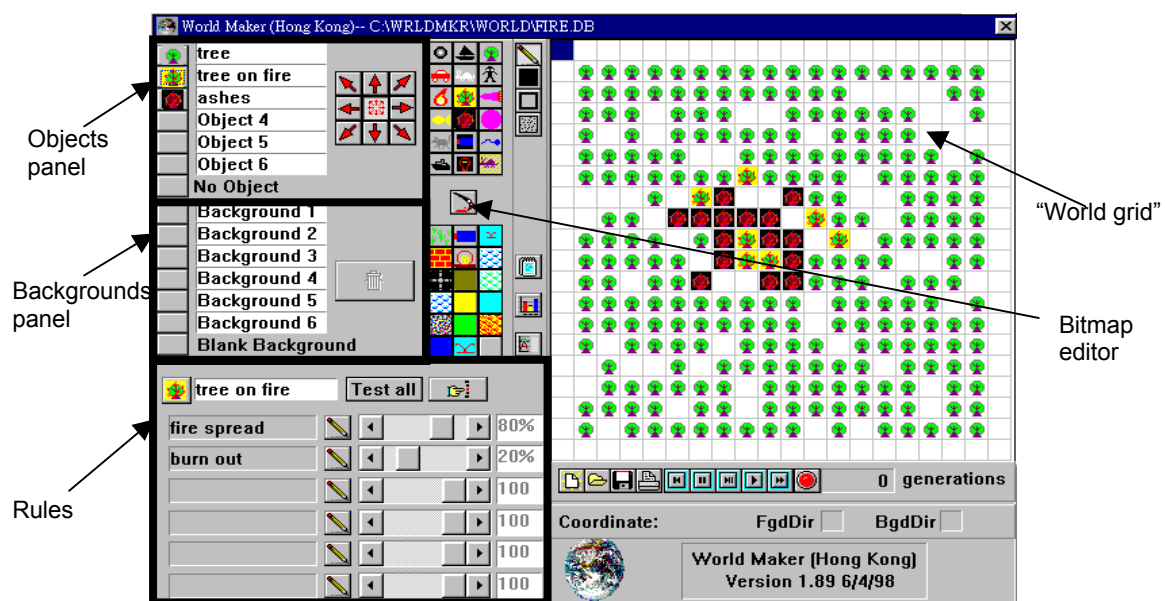 World Maker (Hong Kong)-- C:\WRLDMKR\WORLD\FIRE.DB
tree
tree on fire
ashes
Object 4
Object 5
Object 6
No Object
Objects
panel
Background 1
Background 2
Background 3
Background 4
Background 5
Background 6
Blank Background
Backgrounds
panel
"World grid"
Bitmap
editor
tree on fire
Test all
fire spread
80%
burn out
20%
100
100
100
100
Rules
0 generations
Coordinate:
FgdDir
BgdDir
World Maker (Hong Kong)
Version 1.89 6/4/98